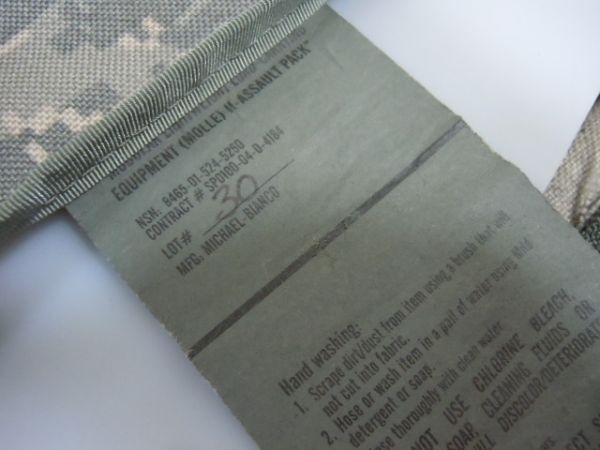 EQUIPMENT (MOLLE) II-ASSAULT PACK"
NSN: 8465-01-524-5250
CONTRACT # SPO100-04-D-4184
LOT# 30
MFG: MICHAEL-BIANCO
Hand washing:
1. Scrape dirt/dust from item using a brush that will
not cut into fabric.
2. Hose or wash item in a pail of water using mild
detergent or soap.
thoroughly with clean water
NOT USE CHLORINE BLEACH,
SOAP, CLEANING FLUIDS OR
WILL DISCOLOR/DETERIORAT